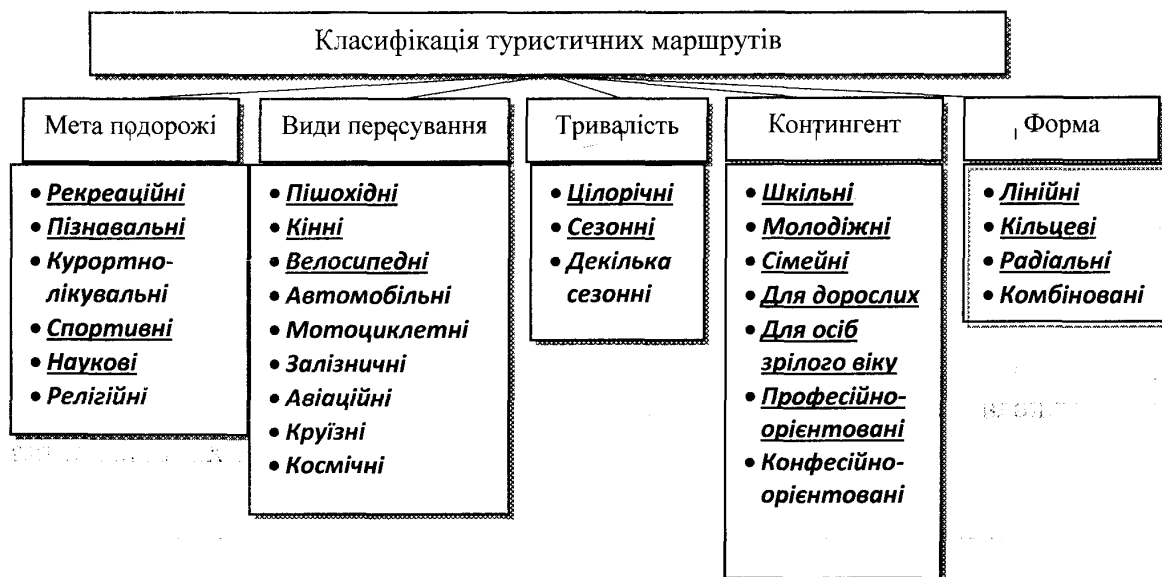 Класифікація туристичних маршрутів
Мета подорожі
• Рекреаційні
• Пізнавальні
• Курортно-
лікувальні
• Спортивні
• Наукові
• Релігійні
Види пересування
• Пішохідні
• Кінні
• Велосипедні
• Автомобільні
• Мотоциклетні
• Залізничні
• Авіаційні
• Круїзні
• Космічні
Тривалість
• Цілорічні
• Сезонні
• Декілька
сезонні
Контингент
• Шкільні
• Молодіжні
• Сімейні
• Для дорослих
• Для осіб
зрілого віку
• Професійно-
орієнтовані
• Конфесійно-
орієнтовані
Форма
• Лінійні
• Кільцеві
• Радіальні
• Комбіновані